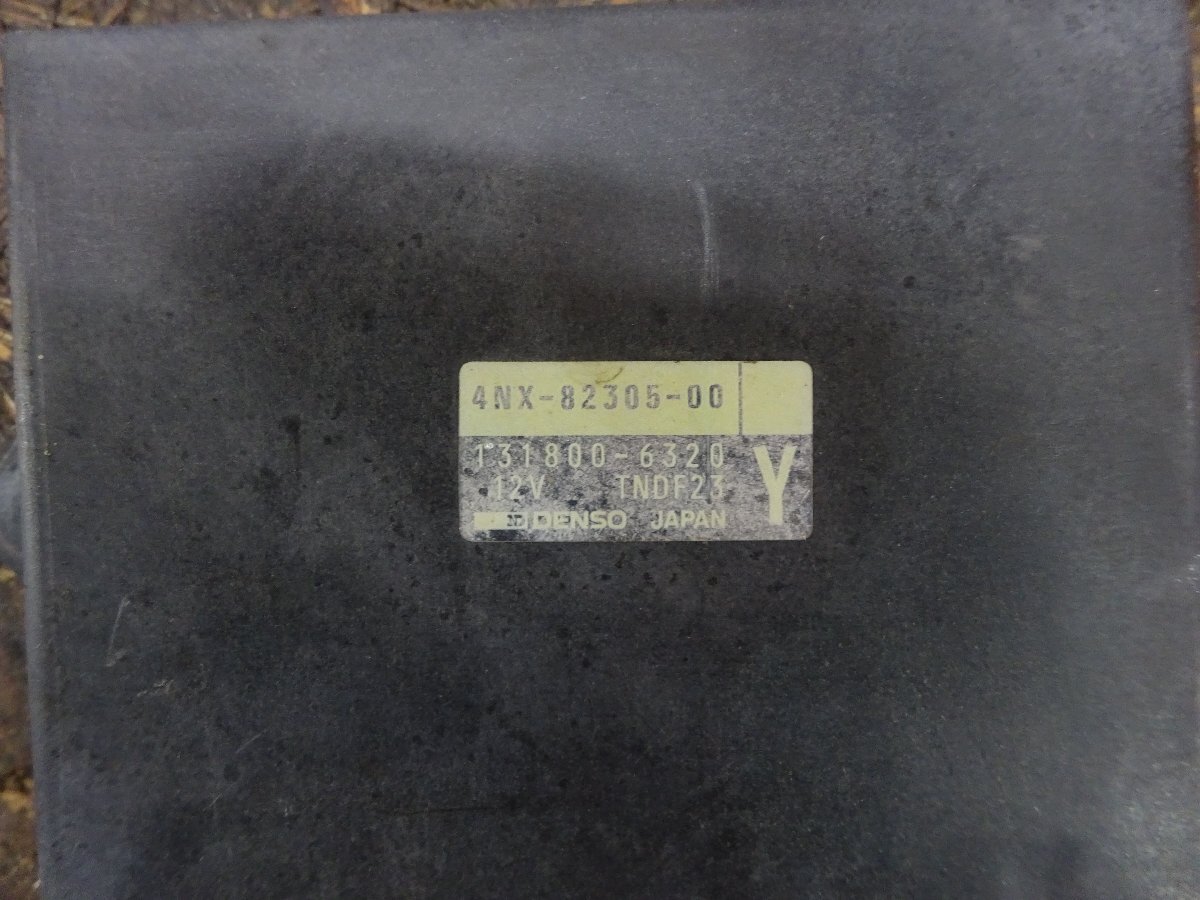 4NX-82305-00
131800-6320
12V TNDF23
DENSO JAPAN
Y